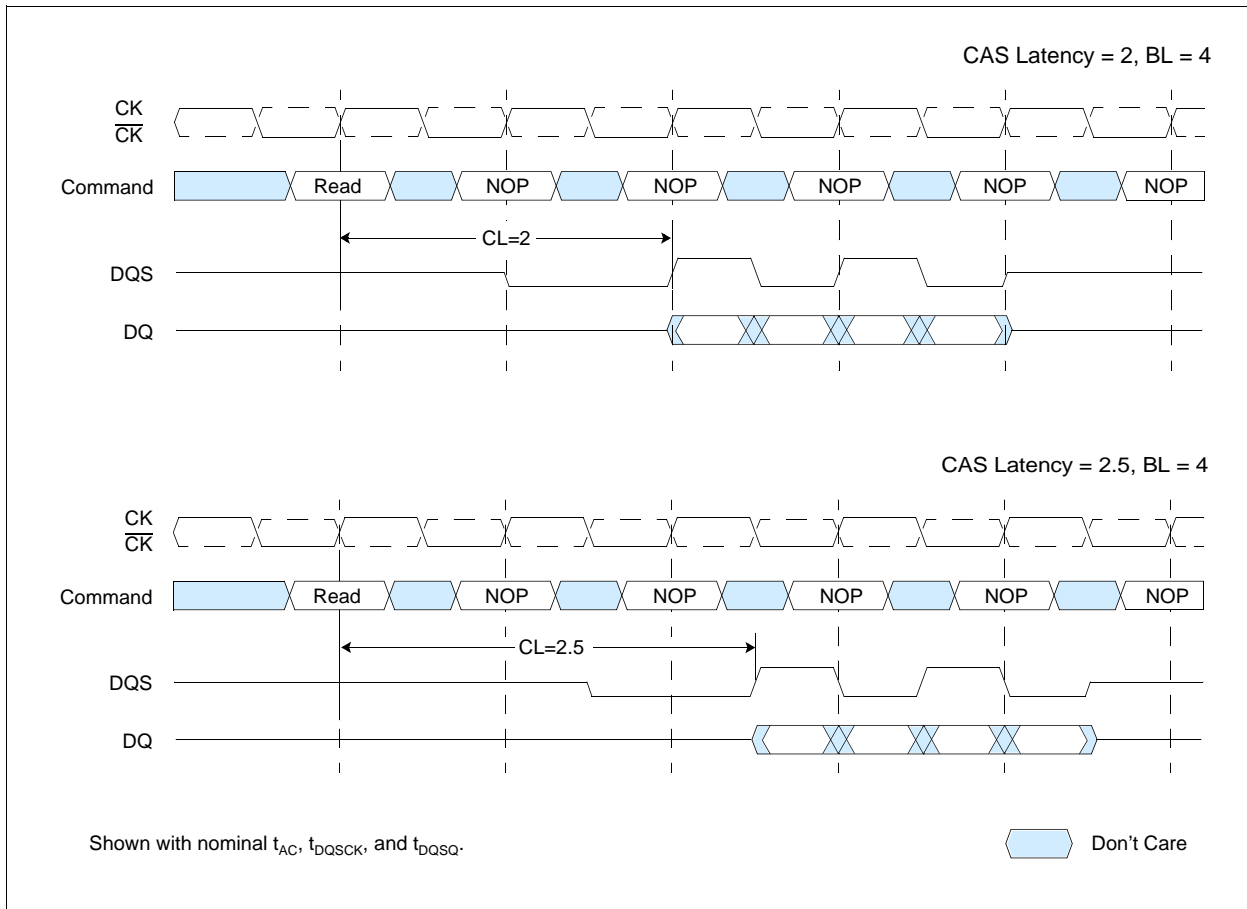 CAS Latency = 2, BL = 4
CK
C̅K̅
Command Read NOP NOP NOP NOP NOP
CL=2
DQS
DQ
CAS Latency = 2.5, BL = 4
CK
C̅K̅
Command Read NOP NOP NOP NOP NOP
CL=2.5
DQS
DQ
Shown with nominal tAC, tDQSCK, and tDQSQ. Don't Care